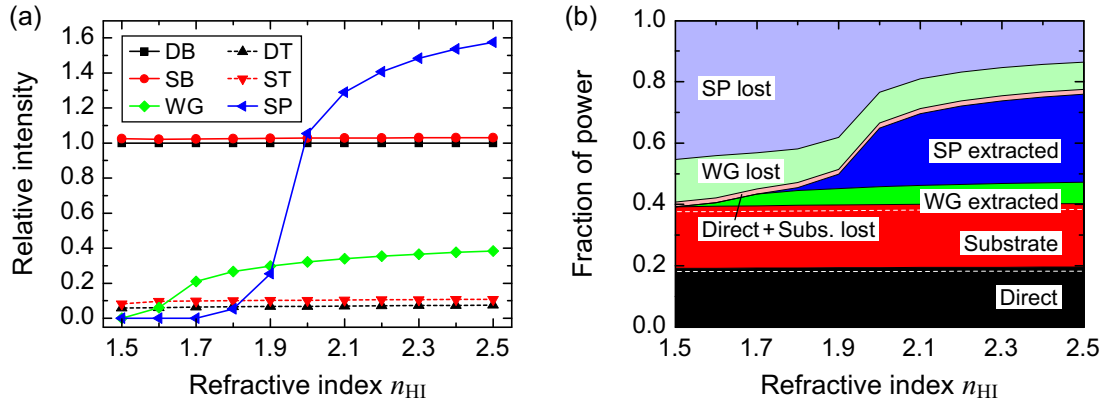 (a)
Relative intensity
1.6
1.4
1.2
1.0
0.8
0.6
0.4
0.2
0.0
DB DT
SB ST
WG SP
1.5 1.7 1.9 2.1 2.3 2.5
Refractive index nHI
(b)
Fraction of power
1.0
0.8
0.6
0.4
0.2
0.0
SP lost
WG lost
SP extracted
WG extracted
Direct + Subs. lost
Substrate
Direct
1.5 1.7 1.9 2.1 2.3 2.5
Refractive index nHI